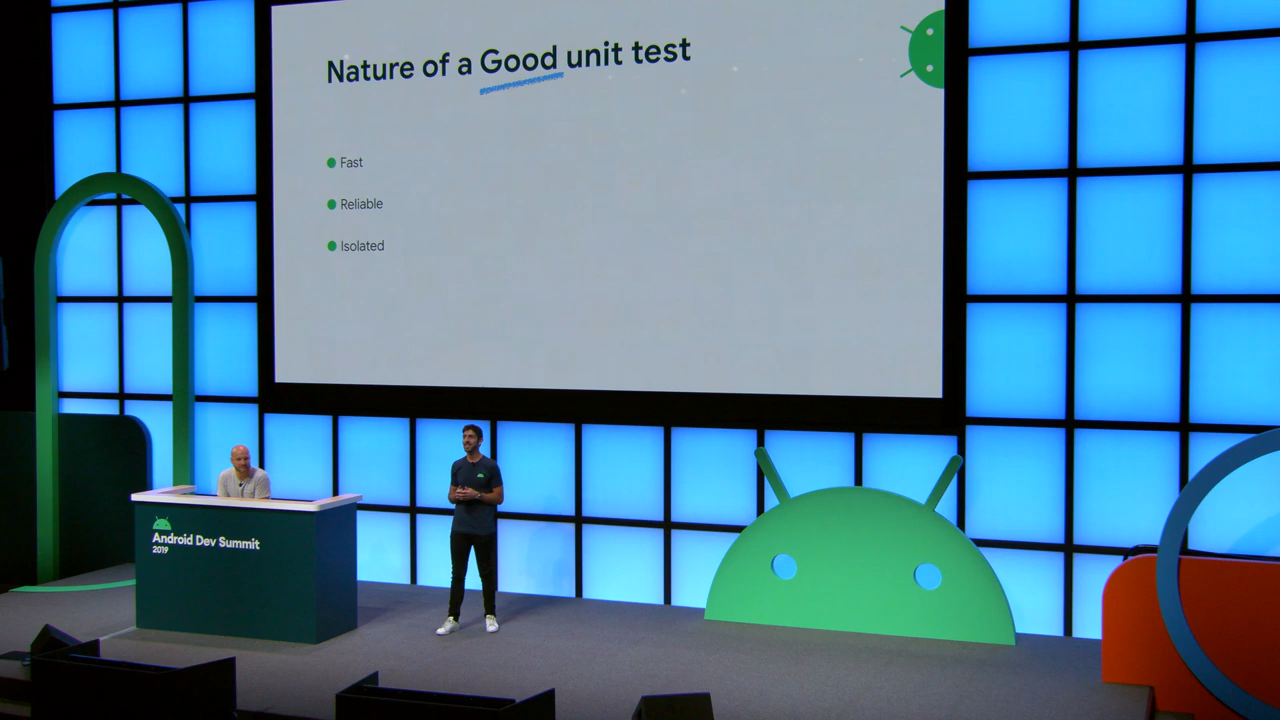 Nature of a Good unit test
Fast
Reliable
Isolated
Android Dev Summit
2019